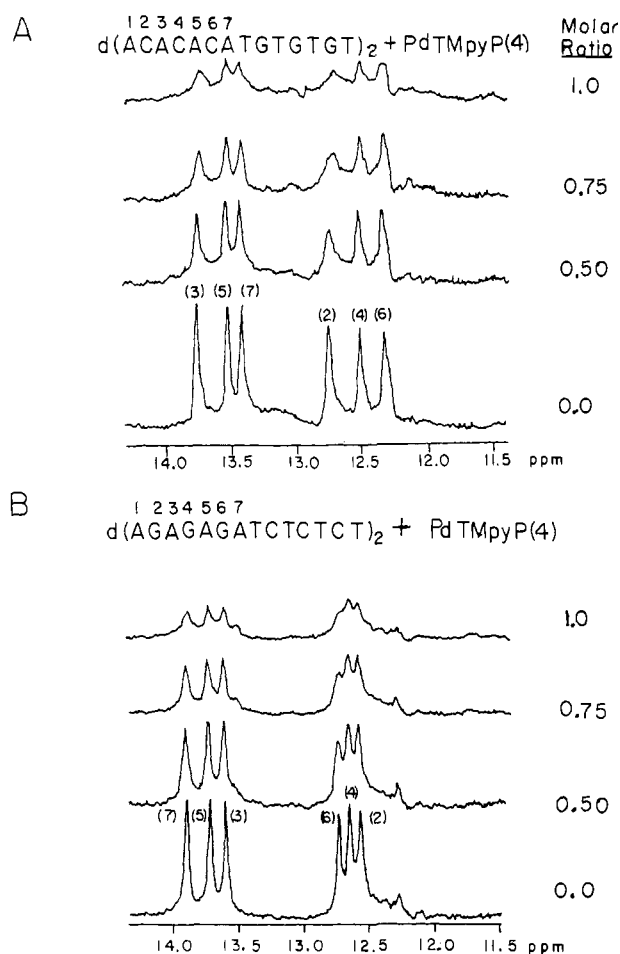 A
1 2 3 4 5 6 7
d(ACACACATGTGTGT)2 + PdTMpyP(4)
Molar
Ratio
1.0
0.75
0.50
(3) (5) (7) (2) (4) (6)
0.0
14.0 13.5 13.0 12.5 12.0 11.5 ppm
B
1 2 3 4 5 6 7
d(AGAGAGATCTCTCT)2 + PdTMpyP(4)
1.0
0.75
0.50
(7) (5) (3) (6) (4) (2)
0.0
14.0 13.5 13.0 12.5 12.0 11.5 ppm